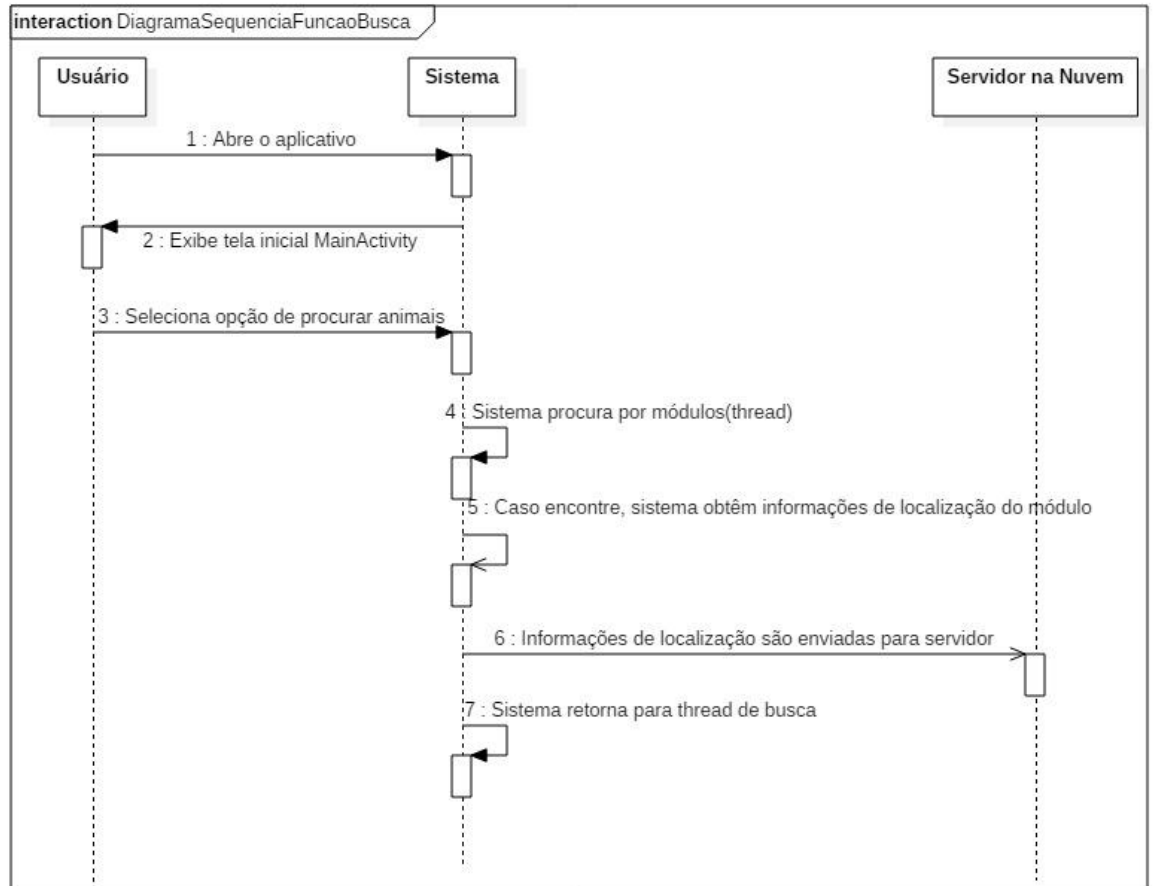 interaction DiagramaSequenciaFuncaoBusca
Usuário
Sistema
Servidor na Nuvem
1 : Abre o aplicativo
2 : Exibe tela inicial MainActivity
3 : Seleciona opção de procurar animais
4 : Sistema procura por módulos(thread)
5 : Caso encontre, sistema obtêm informações de localização do módulo
6 : Informações de localização são enviadas para servidor
7 : Sistema retorna para thread de busca